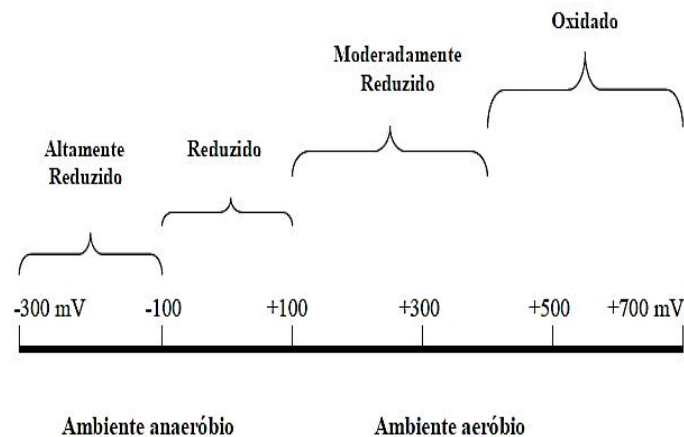 Oxidado
Moderadamente
Reduzido
Altamente
Reduzido
Reduzido
-300 mV
-100
+100
+300
+500
+700 mV
Ambiente anaeróbio
Ambiente aeróbio